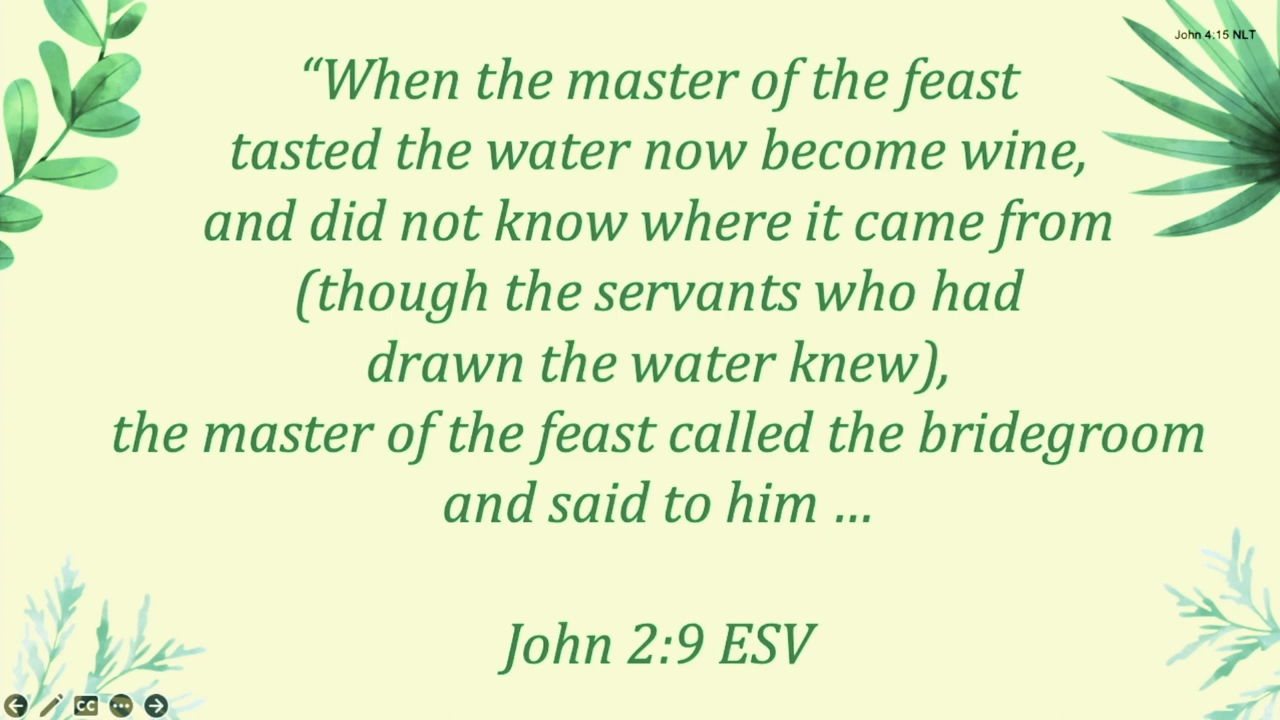 John 4:15 NLT
“When the master of the feast
tasted the water now become wine,
and did not know where it came from
(though the servants who had
drawn the water knew),
the master of the feast called the bridegroom
and said to him ...
John 2:9 ESV
CC